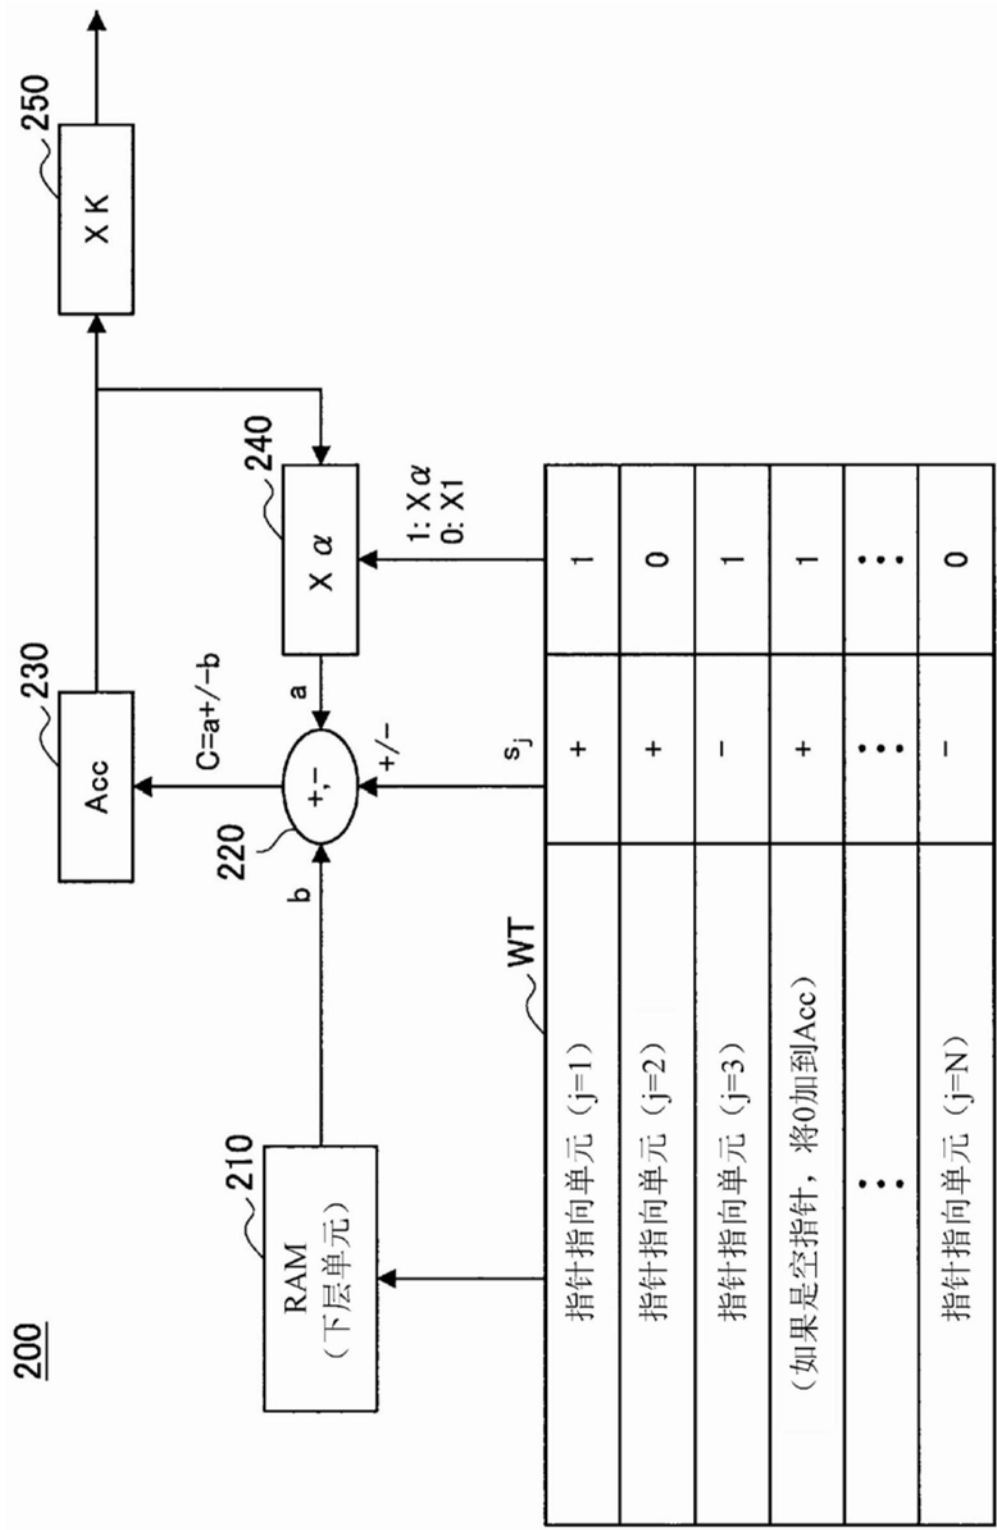 200
210
RAM
（下层单元）
b
220
+,-
230
Acc
C=a+/-b
a
240
X α
250
X K
1: X α
0: X1
+/-
sj
WT
指针指向单元（j=1） + 1
指针指向单元（j=2） + 0
指针指向单元（j=3） - 1
（如果是空指针，将0加到Acc） + 1
⋮ ⋮ ⋮
指针指向单元（j=N） - 0